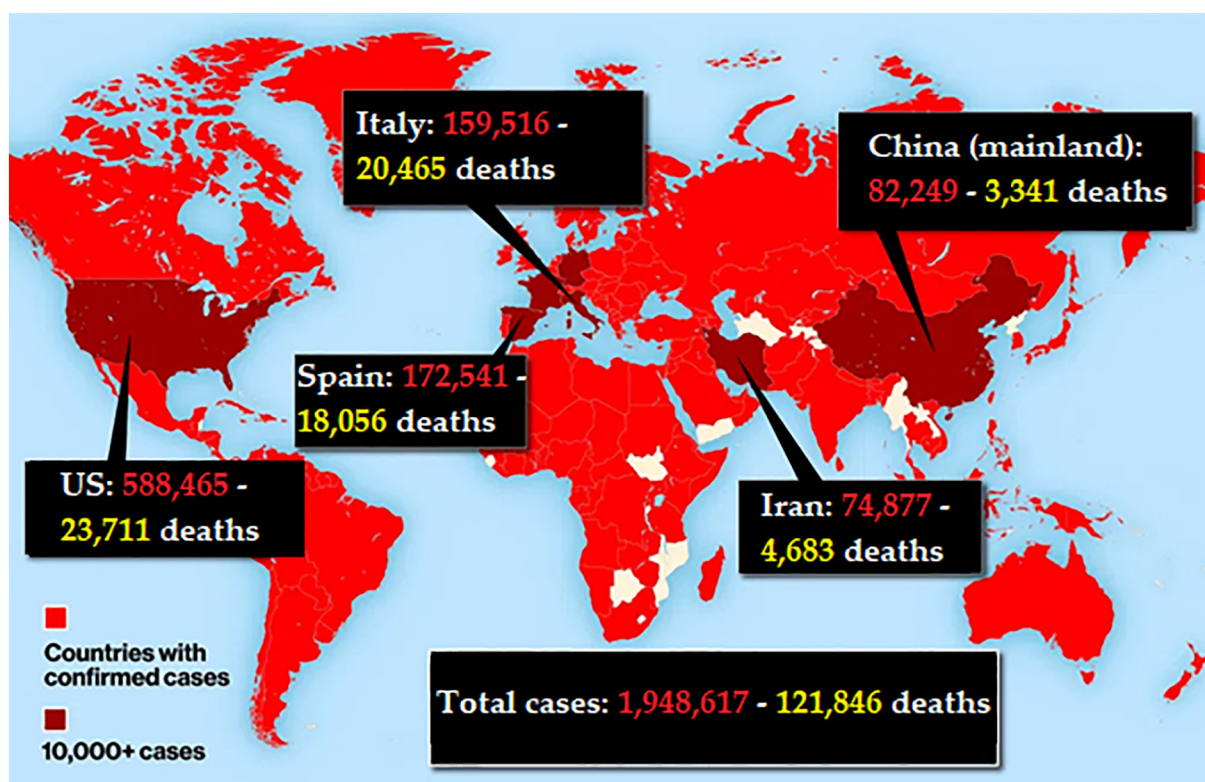 Italy: 159,516 -
20,465 deaths
China (mainland):
82,249 - 3,341 deaths
Spain: 172,541 -
18,056 deaths
US: 588,465 -
23,711 deaths
Iran: 74,877 -
4,683 deaths
Countries with
confirmed cases
10,000+ cases
Total cases: 1,948,617 - 121,846 deaths